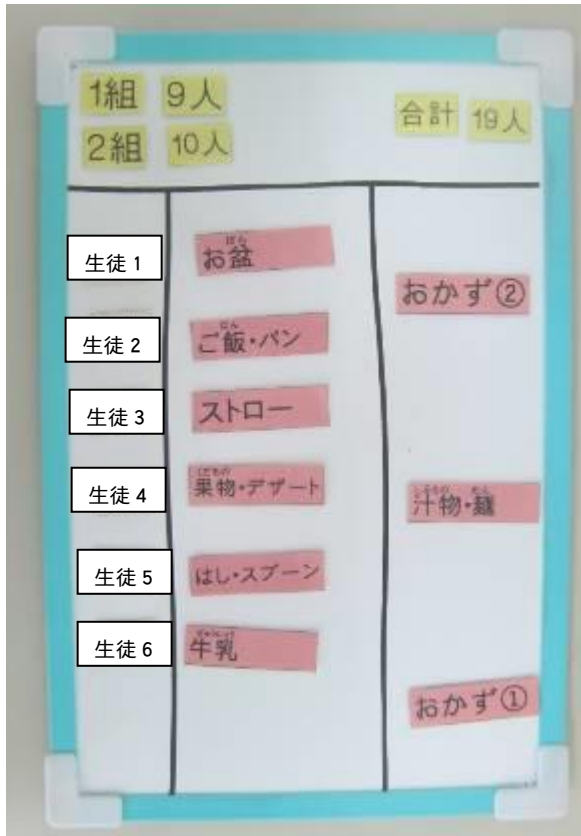 1組 9人
2組 10人
合計 19人
生徒1
お盆
生徒2
ご飯・パン
生徒3
ストロー
生徒4
果物・デザート
生徒5
はし・スプーン
生徒6
牛乳
おかず②
汁物・麺
おかず①